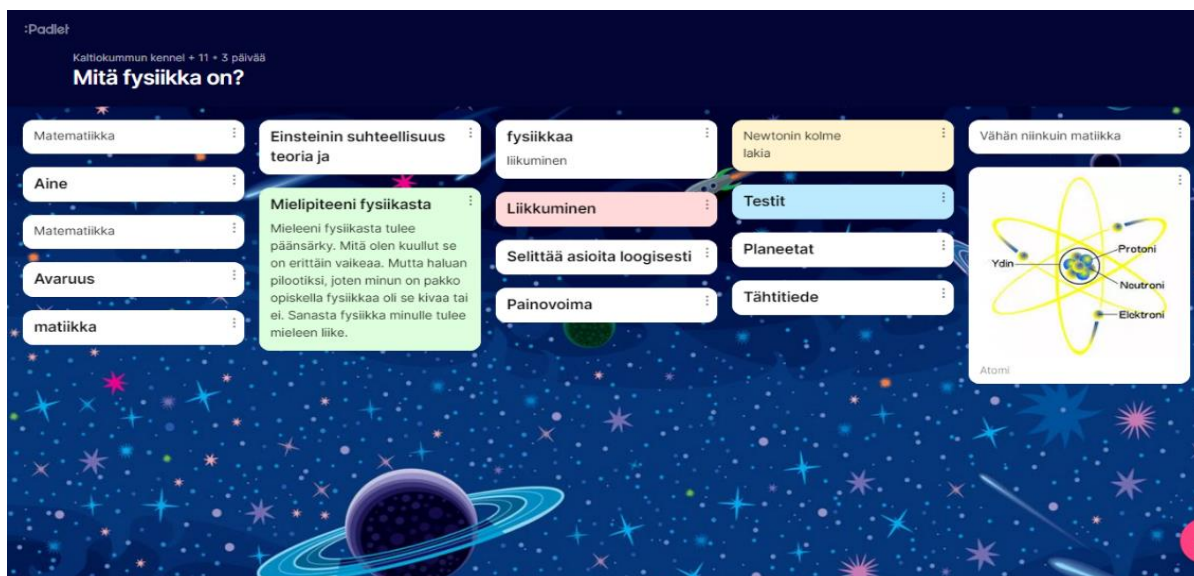 :Padlet
Kaltiokummun kennel + 11 • 3 päivää
Mitä fysiikka on?
Matematiikka
Aine
Matematiikka
Avaruus
matiikka
Einsteinin suhteellisuus
teoria ja
Mielipiteeni fysiikasta
Mieleeni fysiikasta tulee
päänsärky. Mitä olen kuullut se
on erittäin vaikeaa. Mutta haluan
pilootiksi, joten minun on pakko
opiskella fysiikkaa oli se kivaa tai
ei. Sanasta fysiikka minulle tulee
mieleen liike.
fysiikkaa
liikuminen
Liikkuminen
Selittää asioita loogisesti
Painovoima
Newtonin kolme
lakia
Testit
Planeetat
Tähtitiede
Vähän niinkuin matiikka
Protoni
Ydin
Neutroni
Elektroni
Atomi